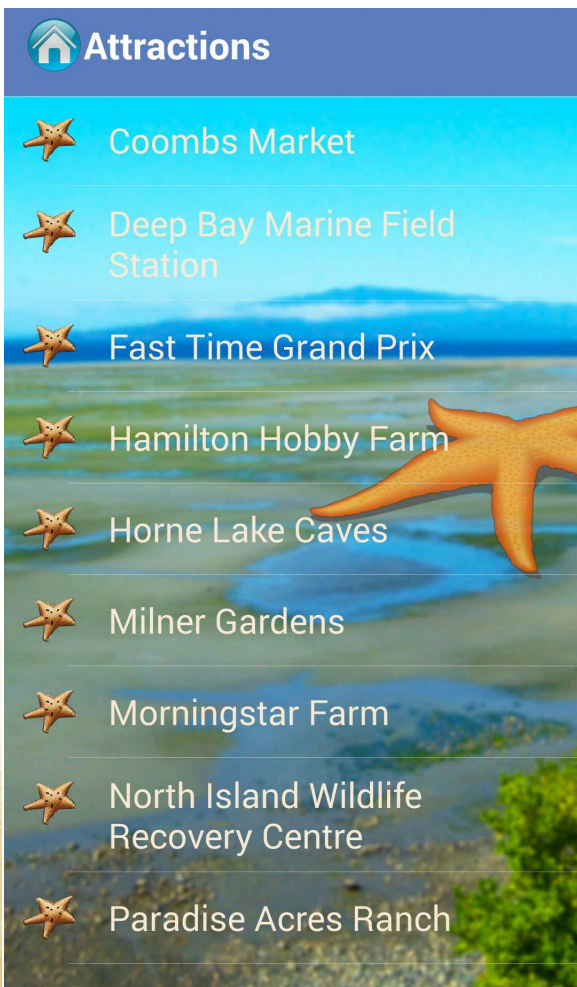 Attractions
Coombs Market
Deep Bay Marine Field
Station
Fast Time Grand Prix
Hamilton Hobby Farm
Horne Lake Caves
Milner Gardens
Morningstar Farm
North Island Wildlife
Recovery Centre
Paradise Acres Ranch